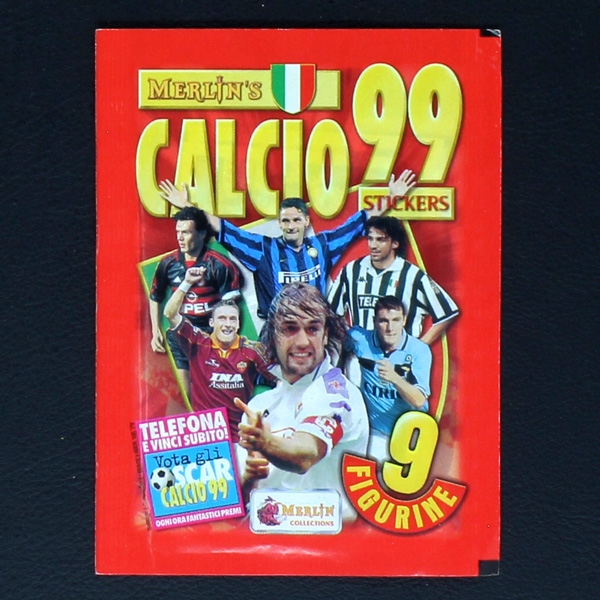 MERLIN'S
CALCIO 99
STICKERS
PIRELLI
OPEL
TELE
INA
Assitalia
CIRIO
TELEFONA
E VINCI SUBITO!
Vota gli
OSCAR
CALCIO 99
OGNI ORA FANTASTICI PREMI
9
FIGURINE
MERLIN
COLLECTIONS